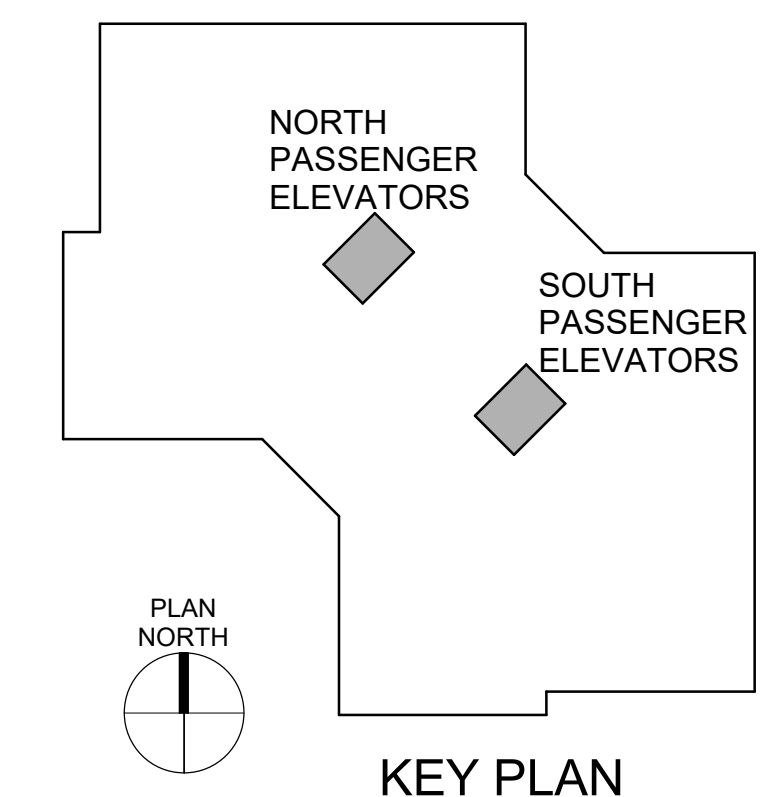 NORTH
PASSENGER
ELEVATORS
SOUTH
PASSENGER
ELEVATORS
PLAN
NORTH
KEY PLAN